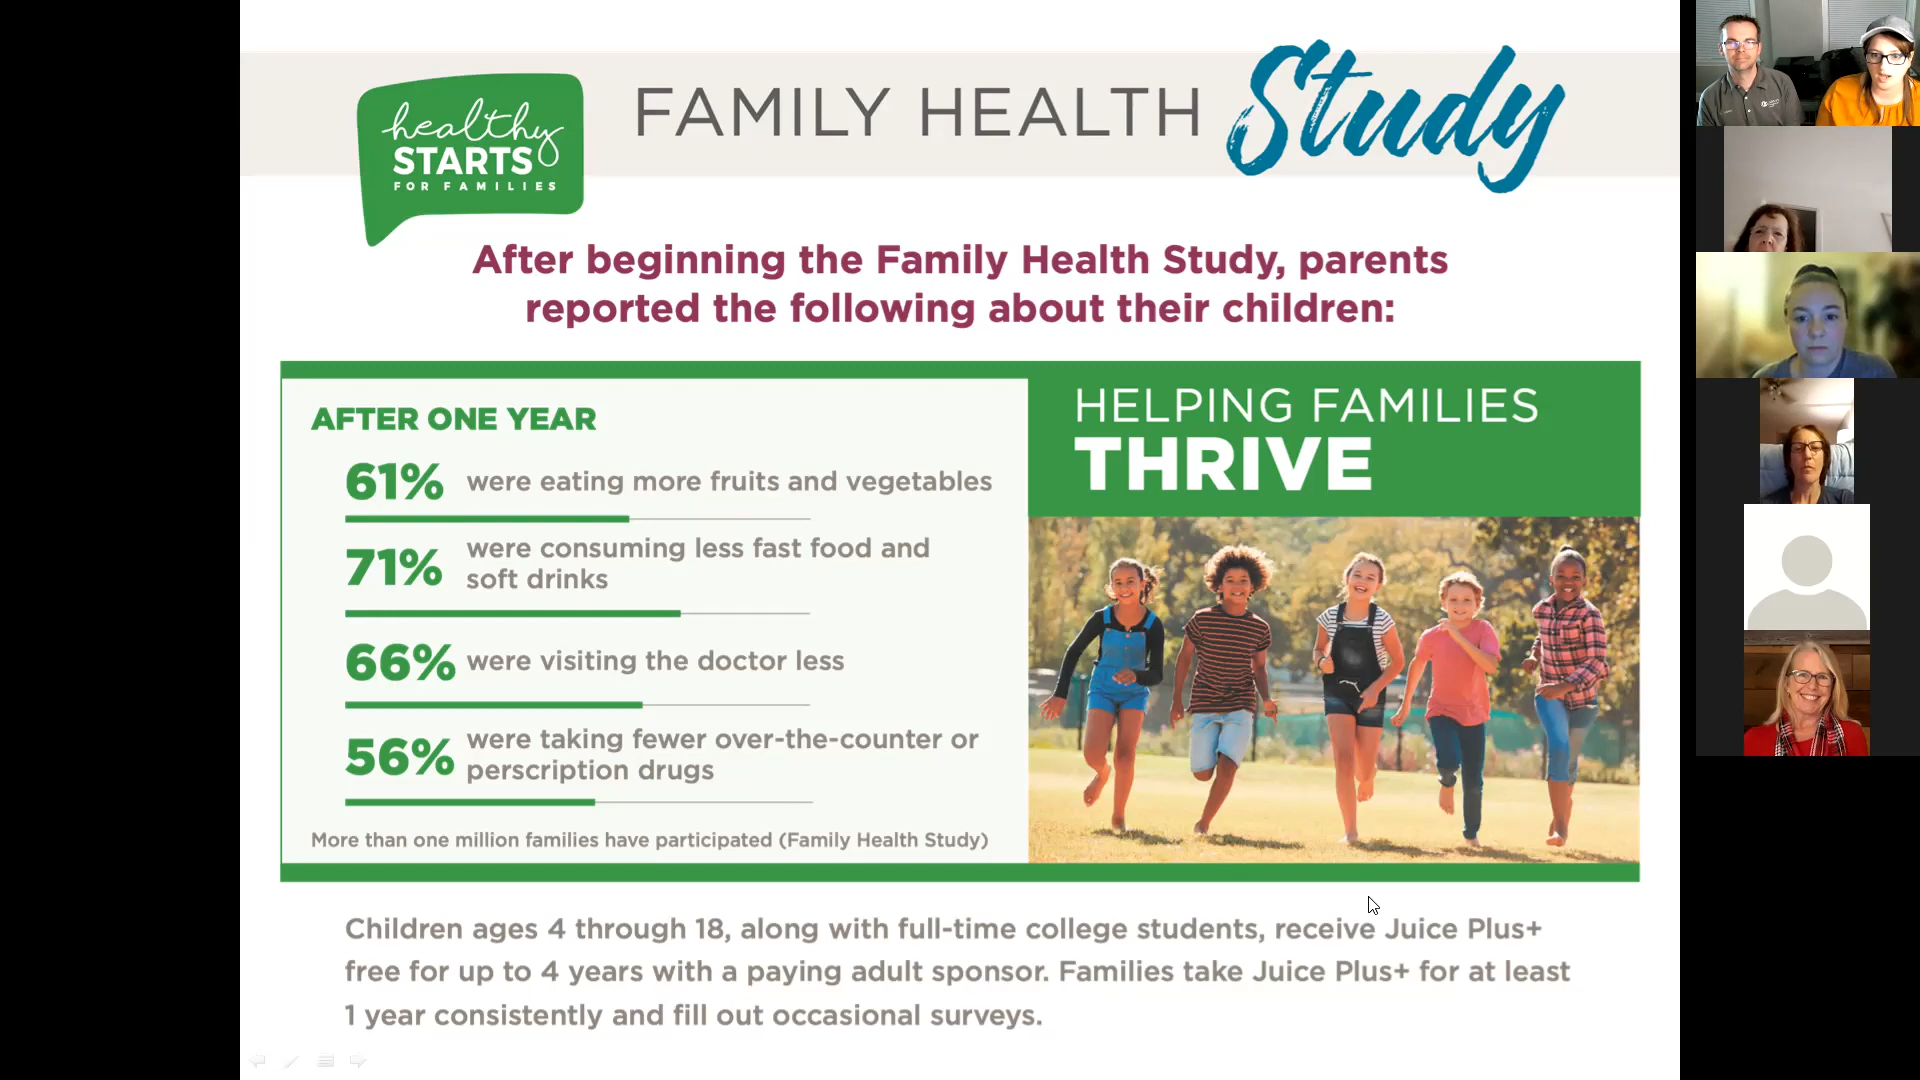 healthy
STARTS
FOR FAMILIES
FAMILY HEALTH Study
After beginning the Family Health Study, parents
reported the following about their children:
AFTER ONE YEAR
61% were eating more fruits and vegetables
71% were consuming less fast food and
soft drinks
66% were visiting the doctor less
56% were taking fewer over-the-counter or
perscription drugs
More than one million families have participated (Family Health Study)
HELPING FAMILIES
THRIVE
Children ages 4 through 18, along with full-time college students, receive Juice Plus+
free for up to 4 years with a paying adult sponsor. Families take Juice Plus+ for at least
1 year consistently and fill out occasional surveys.